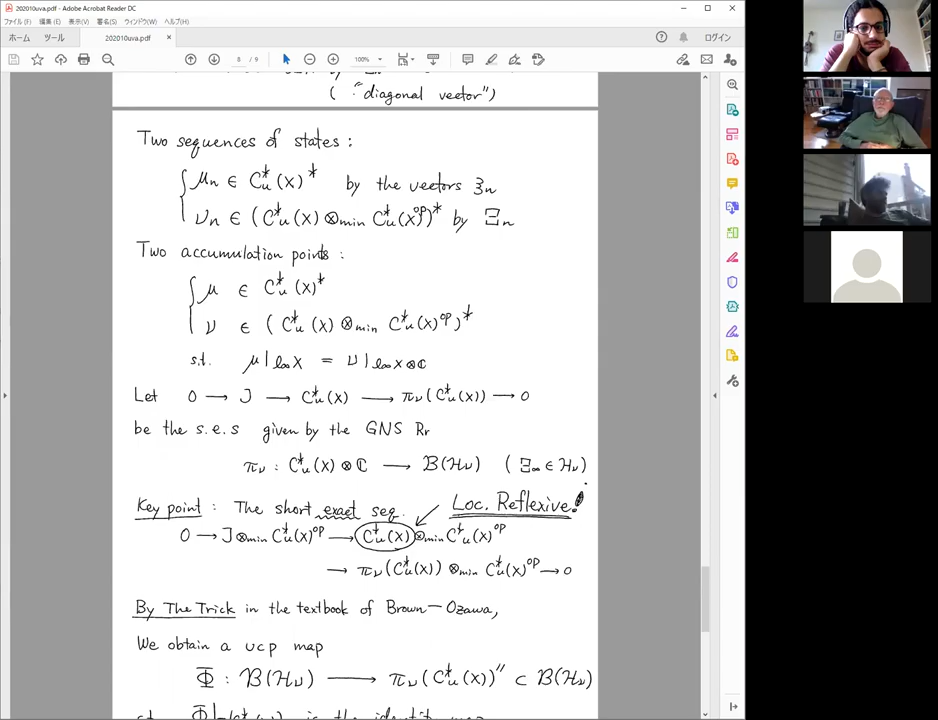 202010uva.pdf - Adobe Acrobat Reader DC
ファイル(F) 編集(E) 表示(V) 署名(S) ウィンドウ(W) ヘルプ(H)
ホーム ツール 202010uva.pdf × ログイン
8 / 9 100%
( "diagonal vector")
Two sequences of states :
μn ∈ C*u(X)* by the vectors ξn
νn ∈ (C*u(X) ⊗min C*u(X)^op)* by Ξn
Two accumulation points :
μ ∈ C*u(X)*
ν ∈ ( C*u(X) ⊗min C*u(X)^op)*
s.t. μ|ℓ∞X = ν|ℓ∞X⊗ℂ
Let 0 → J → C*u(X) → πν(C*u(X)) → 0
be the s.e.s given by the GNS Rr
πν : C*u(X) ⊗ ℂ → B(Hν) ( Ξ∞ ∈ Hν)
Key point : The short exact seq. Loc. Reflexive!
0 → J ⊗min C*u(X)^op → C*u(X) ⊗min C*u(X)^op
→ πν(C*u(X)) ⊗min C*u(X)^op → 0
By The Trick in the textbook of Brown-Ozawa,
We obtain a ucp map
Φ : B(Hν) → πν(C*u(X))'' ⊂ B(Hν)
is the identity map